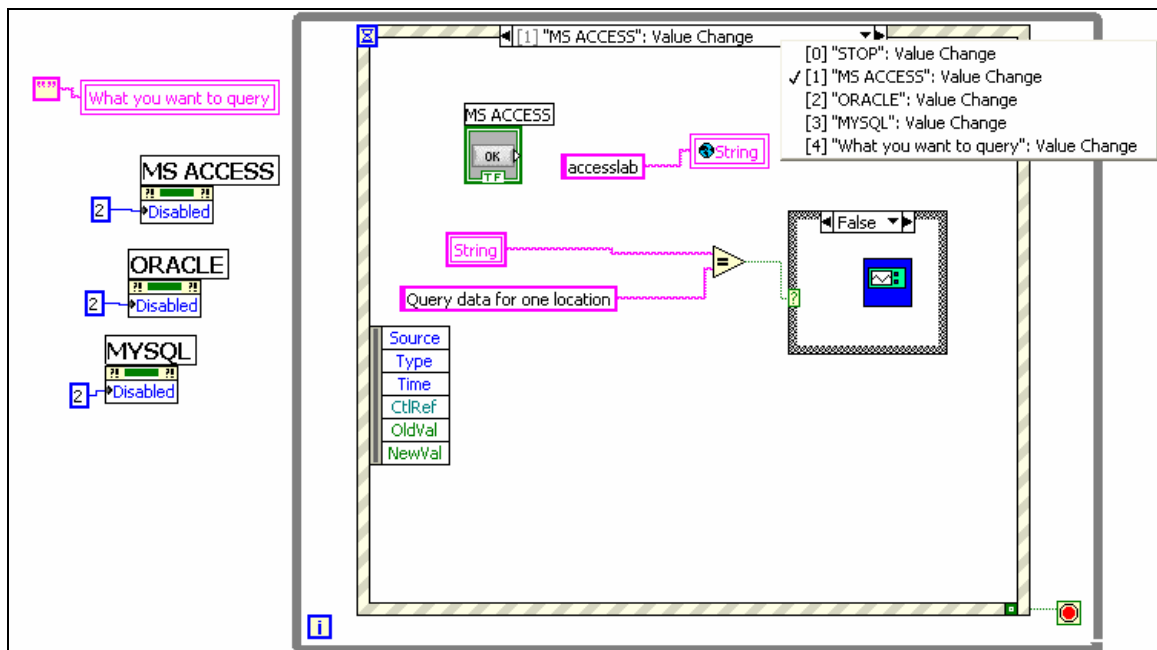 [1] "MS ACCESS": Value Change
[0] "STOP": Value Change
[1] "MS ACCESS": Value Change
[2] "ORACLE": Value Change
[3] "MYSQL": Value Change
[4] "What you want to query": Value Change
What you want to query
MS ACCESS
OK
TF
accesslab
String
MS ACCESS
?! ?!
2
Disabled
False
String
=
Query data for one location
?
ORACLE
?! ?!
2
Disabled
MYSQL
?! ?!
2
Disabled
Source
Type
Time
CtlRef
OldVal
NewVal
i